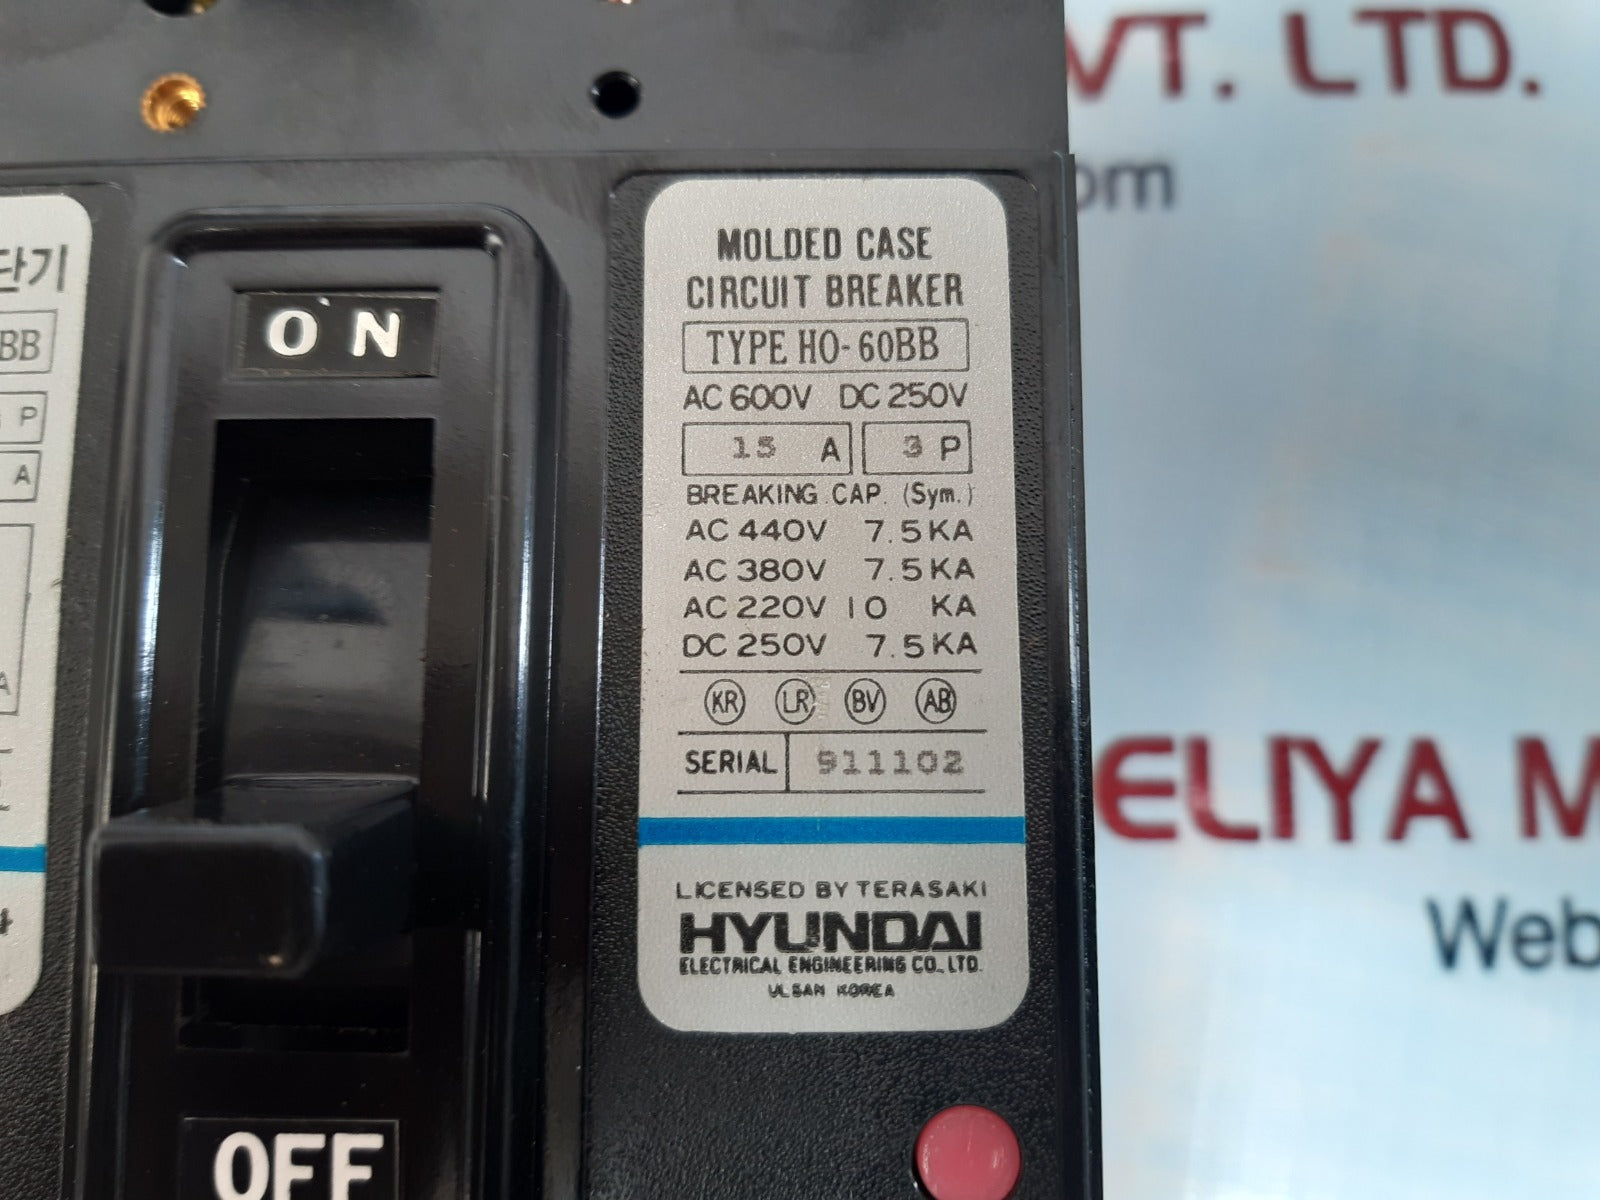 VT. LTD.
om
단기
BB
P
A
A
ON
OFF
MOLDED CASE
CIRCUIT BREAKER
TYPE HO-60BB
AC 600V DC 250V
15 A 3 P
BREAKING CAP. (Sym.)
AC 440V 7.5 KA
AC 380V 7.5 KA
AC 220V 10 KA
DC 250V 7.5 KA
KR LR BV AB
SERIAL 911102
LICENSED BY TERASAKI
HYUNDAI
ELECTRICAL ENGINEERING CO., LTD.
ULSAN KOREA
ELIYA M
Web